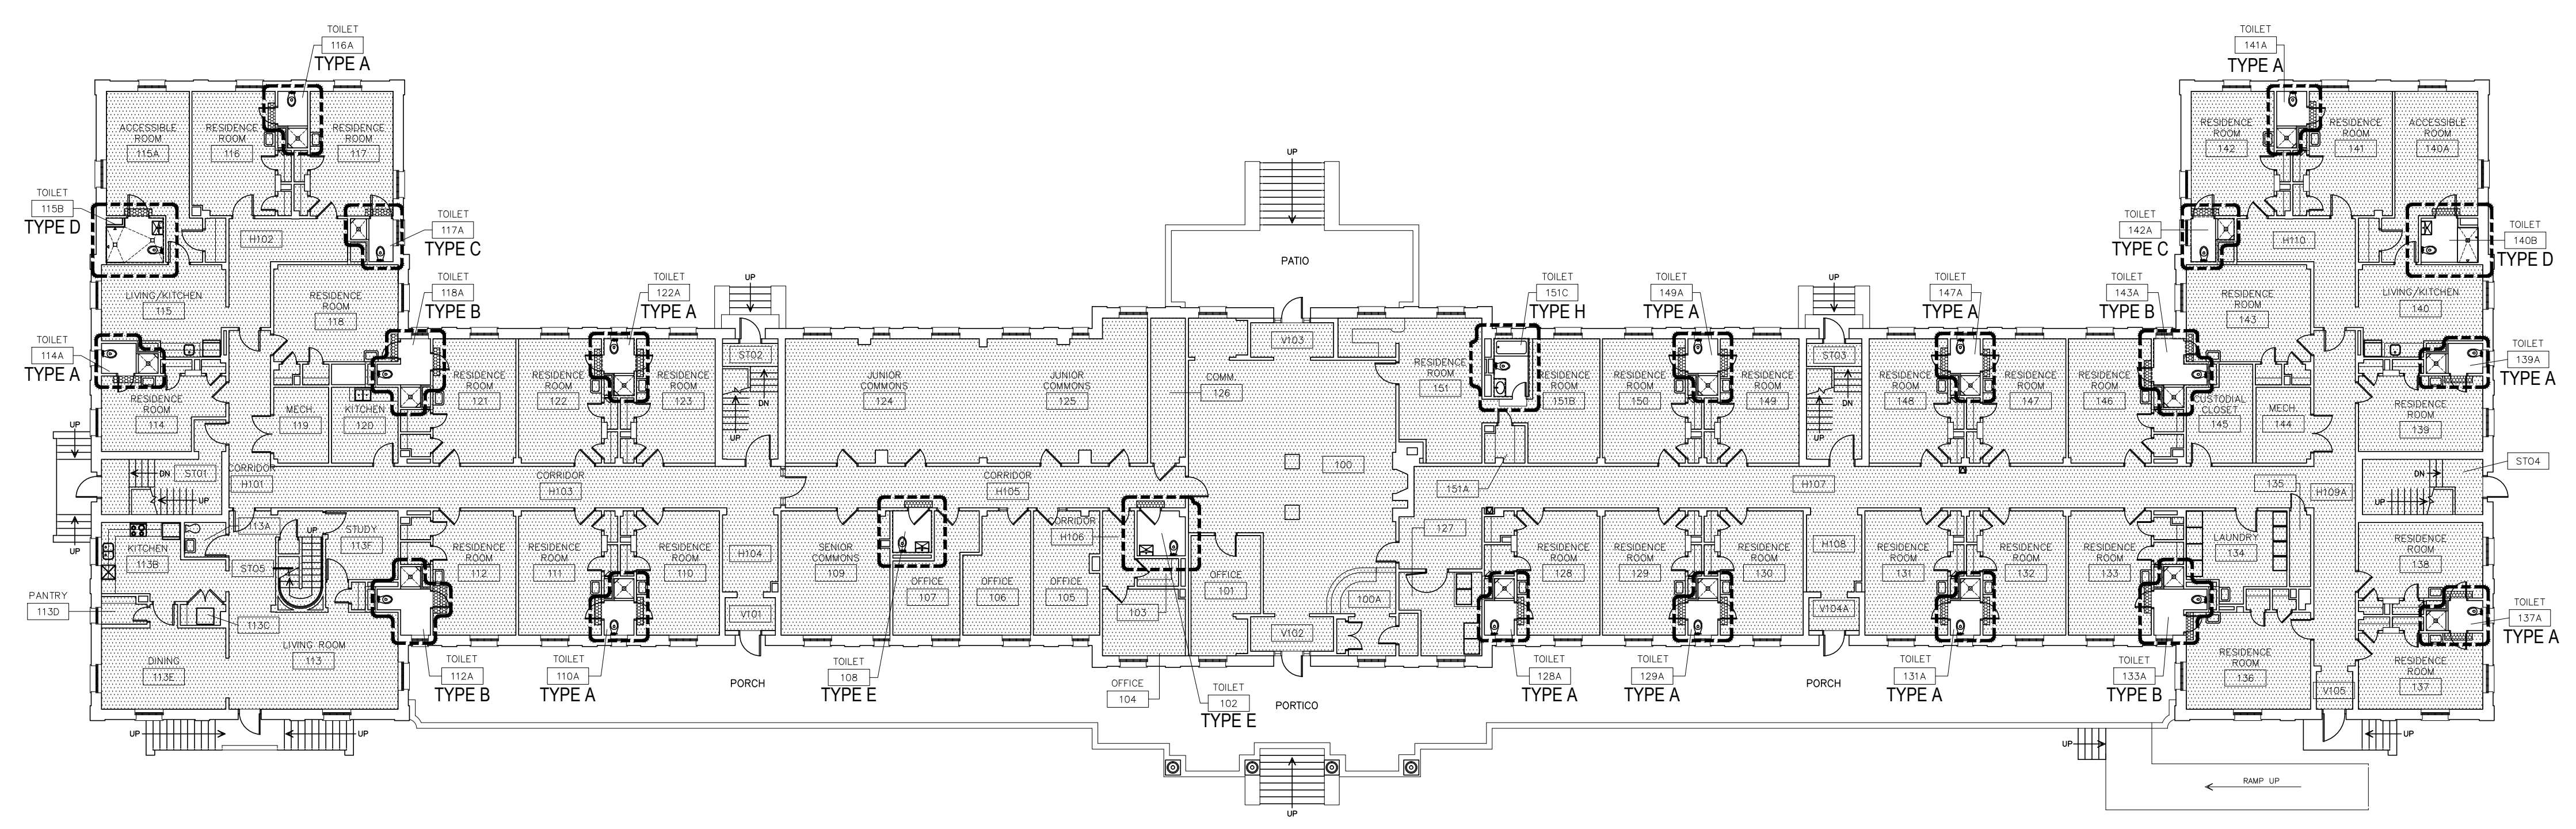 TOILET
116A
TYPE A
TOILET
141A
TYPE A
ACCESSIBLE
ROOM
115A
RESIDENCE
ROOM
116
RESIDENCE
ROOM
117
RESIDENCE
ROOM
142
RESIDENCE
ROOM
141
ACCESSIBLE
ROOM
140A
UP
TOILET
115B
TYPE D
H102
TOILET
117A
TYPE C
PATIO
TOILET
142A
TYPE C
H110
TOILET
140B
TYPE D
LIVING/KITCHEN
115
RESIDENCE
ROOM
118
TOILET
118A
TYPE B
TOILET
122A
TYPE A
UP
TOILET
151C
TYPE H
TOILET
149A
TYPE A
UP
TOILET
147A
TYPE A
TOILET
143A
TYPE B
RESIDENCE
ROOM
143
LIVING/KITCHEN
140
TOILET
114A
TYPE A
RESIDENCE
ROOM
114
MECH.
119
KITCHEN
120
RESIDENCE
ROOM
121
RESIDENCE
ROOM
122
RESIDENCE
ROOM
123
ST02
DN
UP
JUNIOR
COMMONS
124
JUNIOR
COMMONS
125
COMM.
126
V103
RESIDENCE
ROOM
151
RESIDENCE
ROOM
151B
RESIDENCE
ROOM
150
RESIDENCE
ROOM
149
ST03
DN
UP
RESIDENCE
ROOM
148
RESIDENCE
ROOM
147
RESIDENCE
ROOM
146
CUSTODIAL
CLOSET
145
MECH.
144
TOILET
139A
TYPE A
RESIDENCE
ROOM
139
UP
DN
ST01
UP
CORRIDOR
H101
CORRIDOR
H103
CORRIDOR
H105
100
151A
H107
135
H109A
DN
UP
ST04
UP
KITCHEN
113B
113A
UP
STUDY
113F
ST05
RESIDENCE
ROOM
112
RESIDENCE
ROOM
111
RESIDENCE
ROOM
110
H104
SENIOR
COMMONS
109
OFFICE
107
OFFICE
106
OFFICE
105
CORRIDOR
H106
103
OFFICE
101
127
100A
RESIDENCE
ROOM
128
RESIDENCE
ROOM
129
RESIDENCE
ROOM
130
H108
RESIDENCE
ROOM
131
RESIDENCE
ROOM
132
RESIDENCE
ROOM
133
LAUNDRY
134
RESIDENCE
ROOM
138
PANTRY
113D
113C
LIVING ROOM
113
DINING
113E
V101
V102
V104A
TOILET
137A
TYPE A
RESIDENCE
ROOM
136
RESIDENCE
ROOM
137
V105
TOILET
112A
TYPE B
TOILET
110A
TYPE A
PORCH
TOILET
108
TYPE E
OFFICE
104
TOILET
102
TYPE E
PORTICO
TOILET
128A
TYPE A
TOILET
129A
TYPE A
PORCH
TOILET
131A
TYPE A
TOILET
133A
TYPE B
UP
UP
UP
UP
UP
RAMP UP